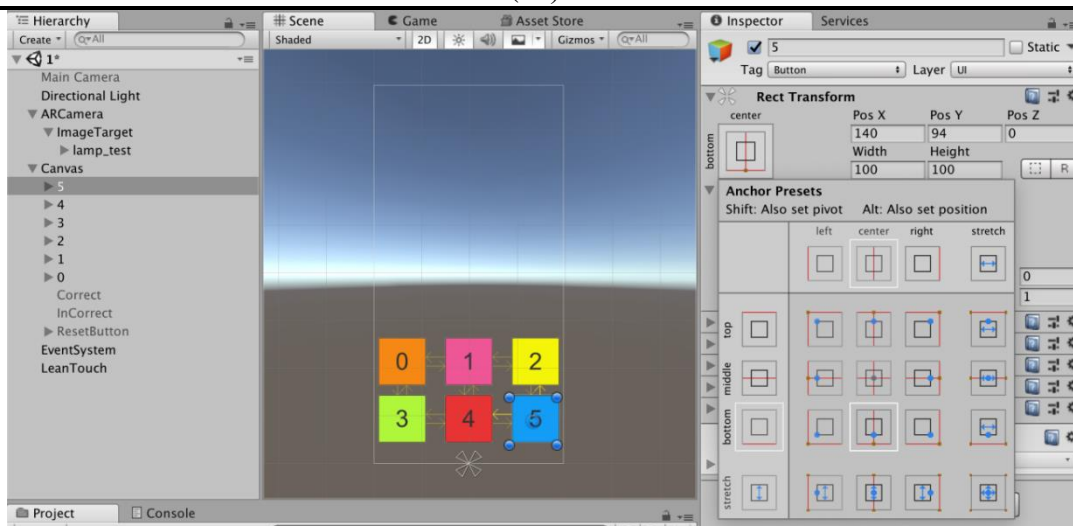 Hierarchy
Create
All
1*
Main Camera
Directional Light
ARCamera
ImageTarget
lamp_test
Canvas
5
4
3
2
1
0
Correct
InCorrect
ResetButton
EventSystem
LeanTouch
Project
Console
Scene
Game
Asset Store
Shaded
2D
Gizmos
All
0
1
2
3
4
5
Inspector
Services
5
Static
Tag Button
Layer UI
Rect Transform
center
bottom
Pos X
Pos Y
Pos Z
140
94
0
Width
Height
100
100
R
Anchor Presets
Shift: Also set pivot Alt: Also set position
left
center
right
stretch
0
1
top
middle
bottom
stretch